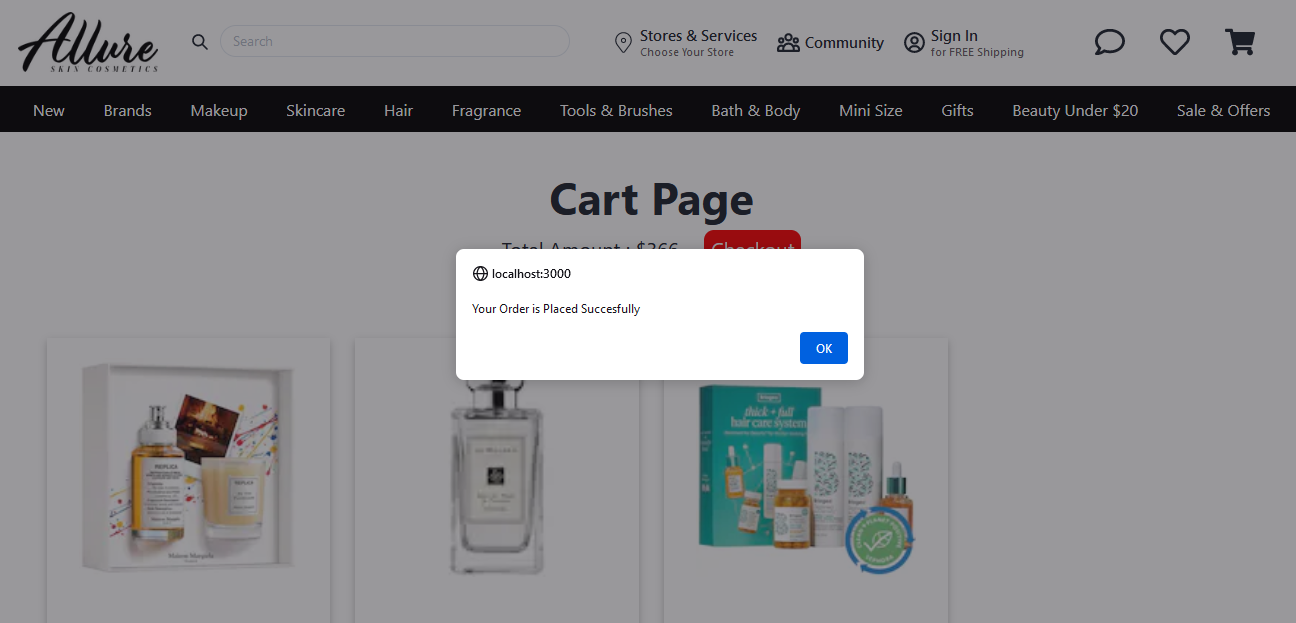 Allure
SKIN COSMETICS
Search
Stores & Services
Choose Your Store
Community
Sign In
for FREE Shipping
New Brands Makeup Skincare Hair Fragrance Tools & Brushes Bath & Body Mini Size Gifts Beauty Under $20 Sale & Offers
Cart Page
Total Amount : $366 Checkout
localhost:3000
Your Order is Placed Succesfully
OK
REPLICA
REPLICA
Maison Margiela
JO MALONE
Briogeo
thick + full
hair care system